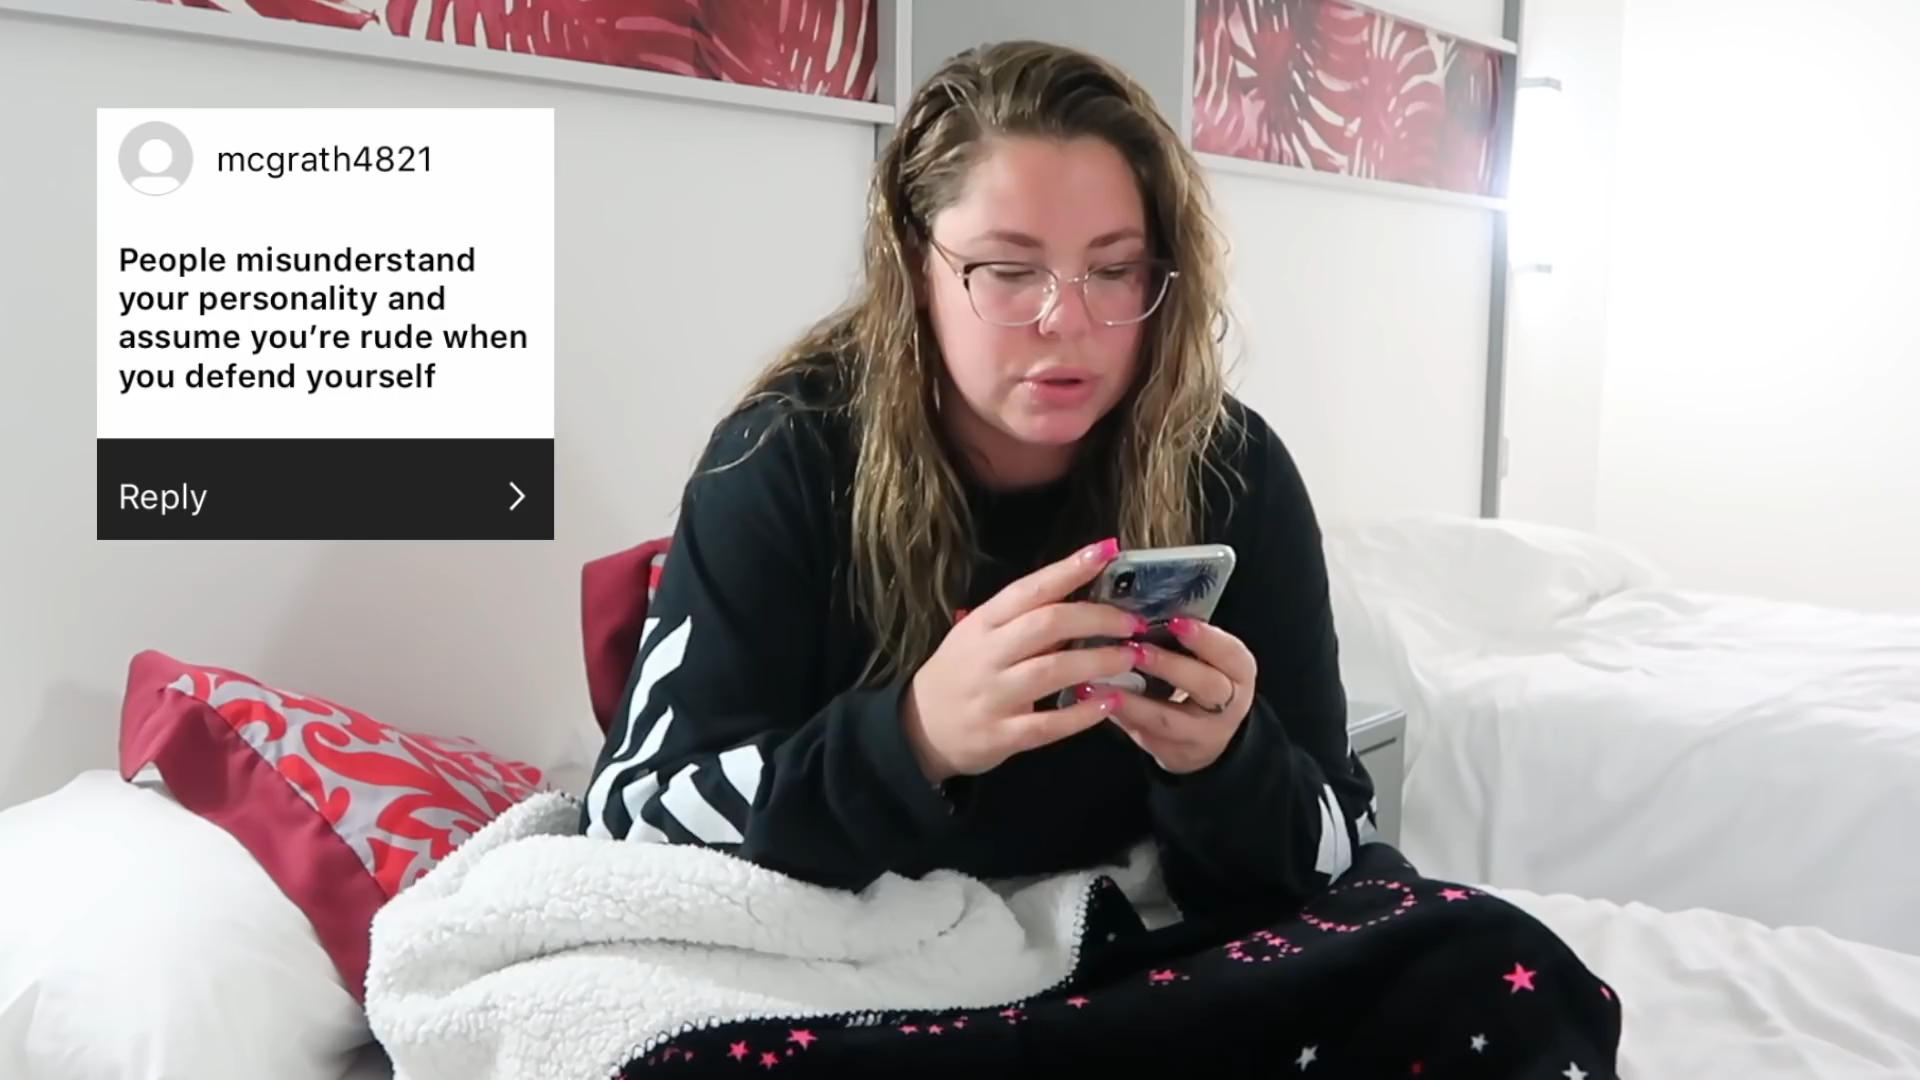 mcgrath4821
People misunderstand
your personality and
assume you’re rude when
you defend yourself
Reply